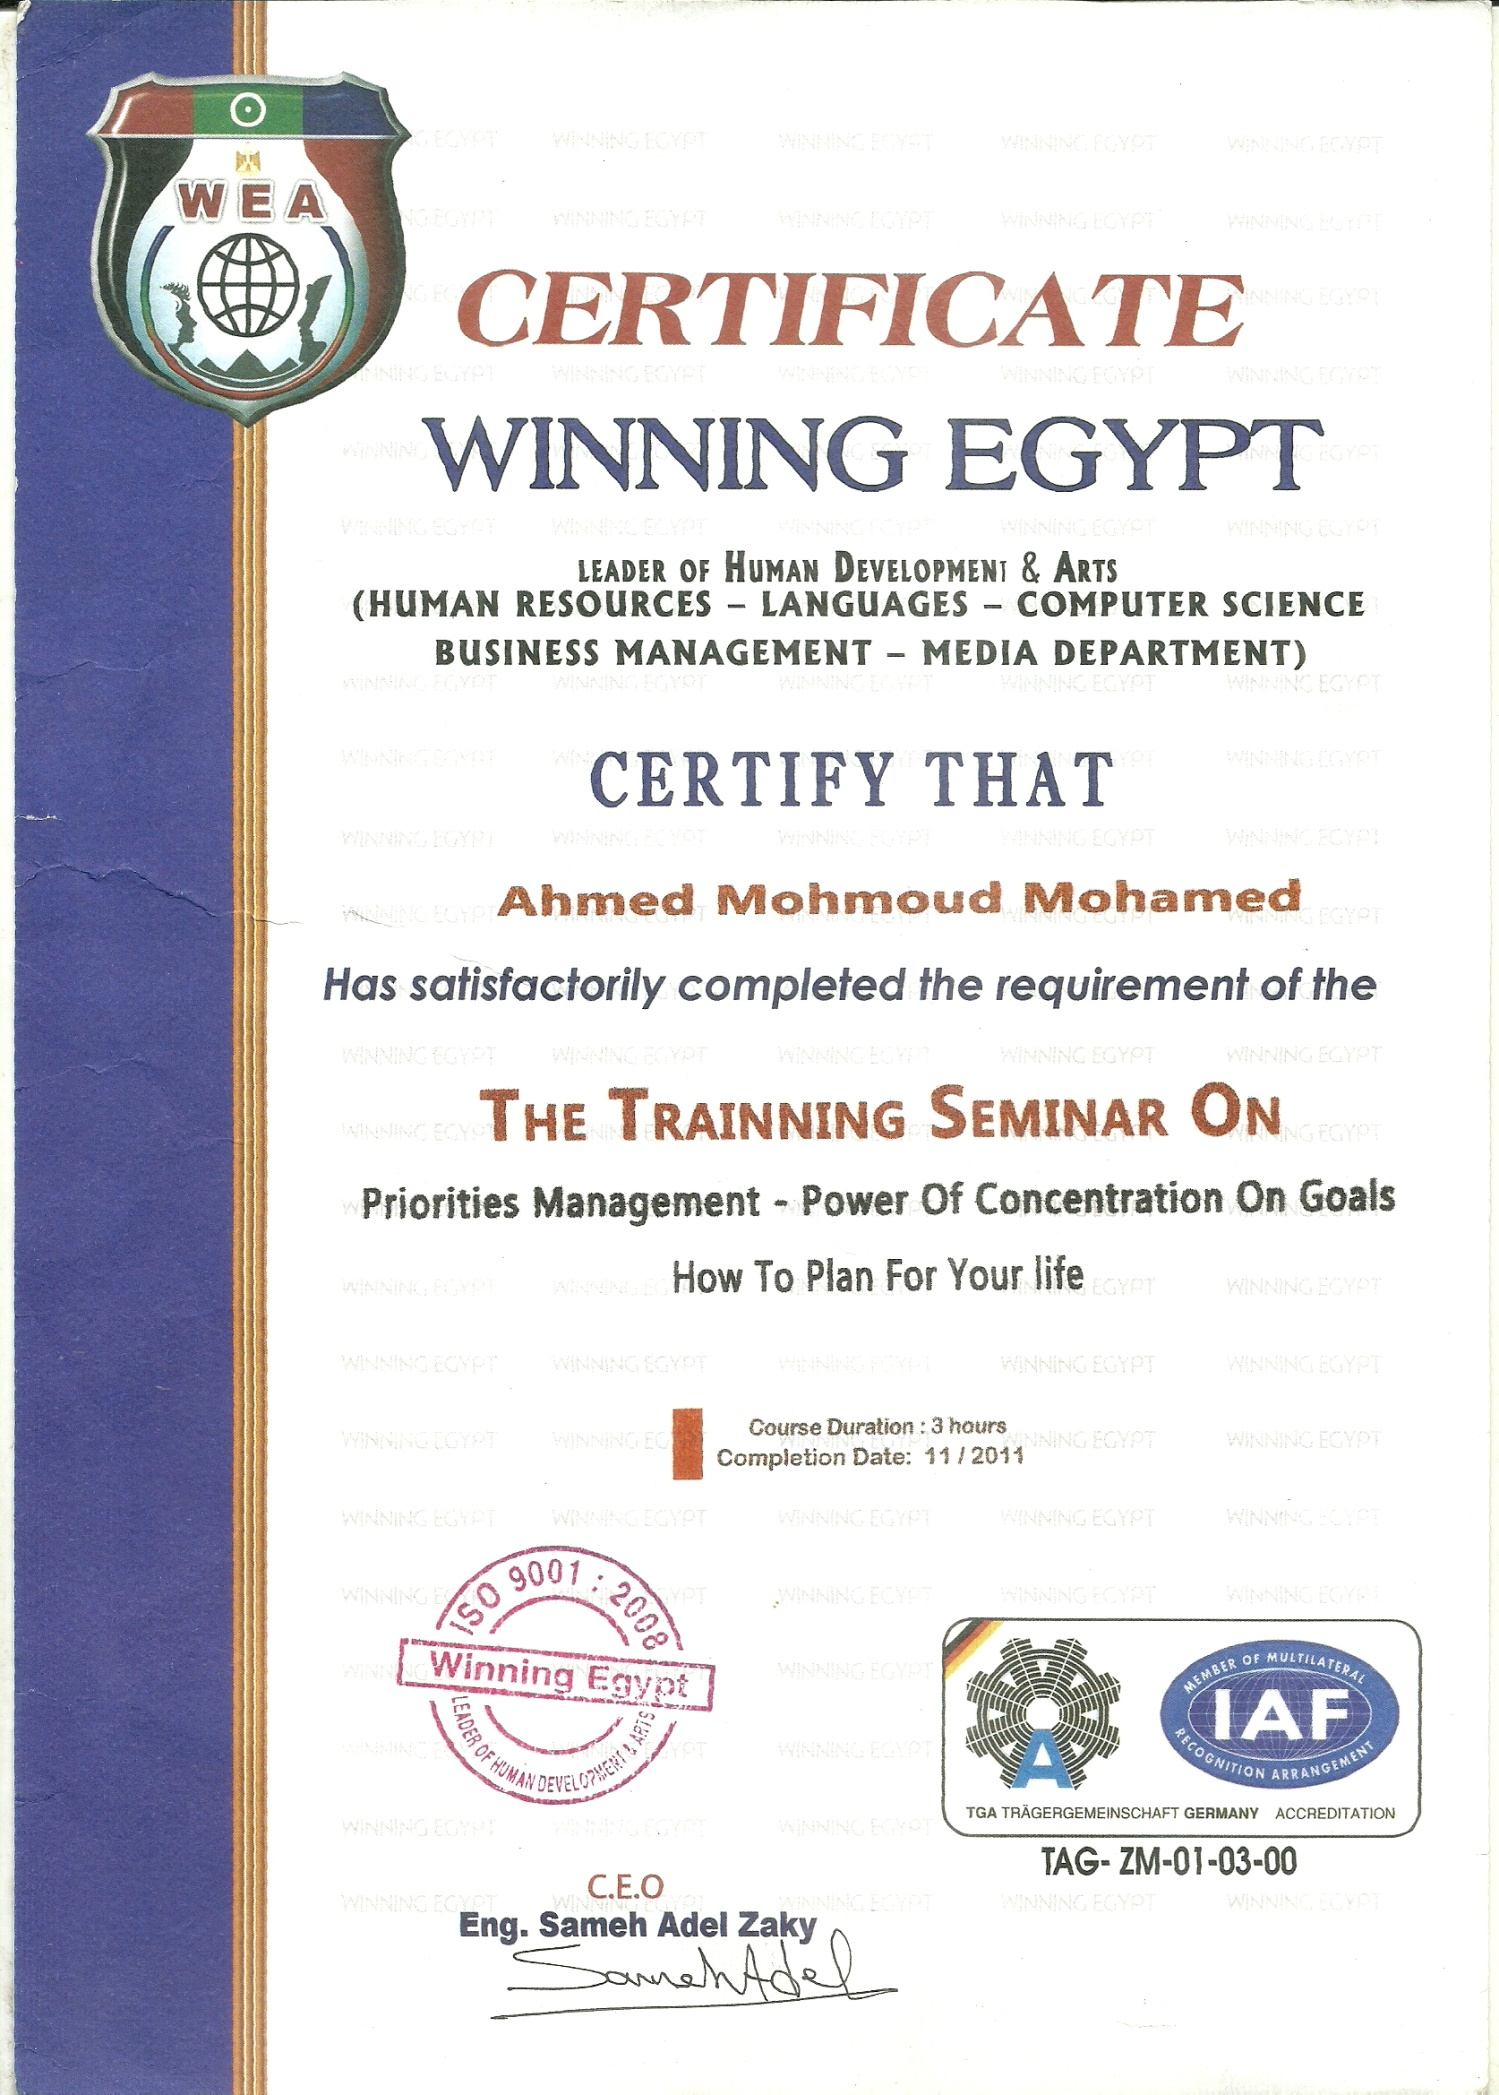 WEA
CERTIFICATE
WINNING EGYPT
LEADER OF HUMAN DEVELOPMENT & ARTS
(HUMAN RESOURCES – LANGUAGES – COMPUTER SCIENCE
BUSINESS MANAGEMENT – MEDIA DEPARTMENT)
CERTIFY THAT
Ahmed Mohmoud Mohamed
Has satisfactorily completed the requirement of the
THE TRAINNING SEMINAR ON
Priorities Management - Power Of Concentration On Goals
How To Plan For Your life
Course Duration : 3 hours
Completion Date: 11 / 2011
ISO 9001 : 2008
Winning Egypt
LEADER OF HUMAN DEVELOPMENT & ARTS
MEMBER OF MULTILATERAL
IAF
RECOGNITION ARRANGEMENT
A
TGA TRÄGERGEMEINSCHAFT GERMANY ACCREDITATION
TAG- ZM-01-03-00
C.E.O
Eng. Sameh Adel Zaky
Sameh Adel